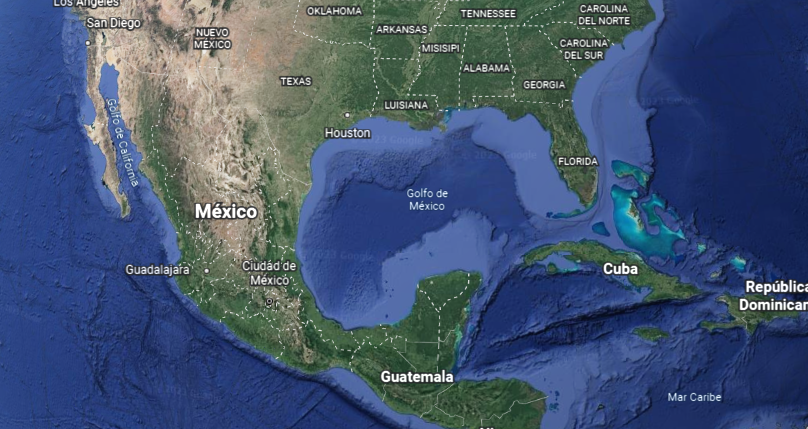 Los Angeles
San Diego
OKLAHOMA
TENNESSEE
CAROLINA
DEL NORTE
NUEVO
MÉXICO
ARKANSAS
MISISIPI
CAROLINA
DEL SUR
TEXAS
ALABAMA
GEORGIA
LUISIANA
Houston
Golfo de California
FLORIDA
México
Golfo de
México
Guadalajara
Ciudad de
México
Cuba
República
Dominican
Guatemala
Mar Caribe